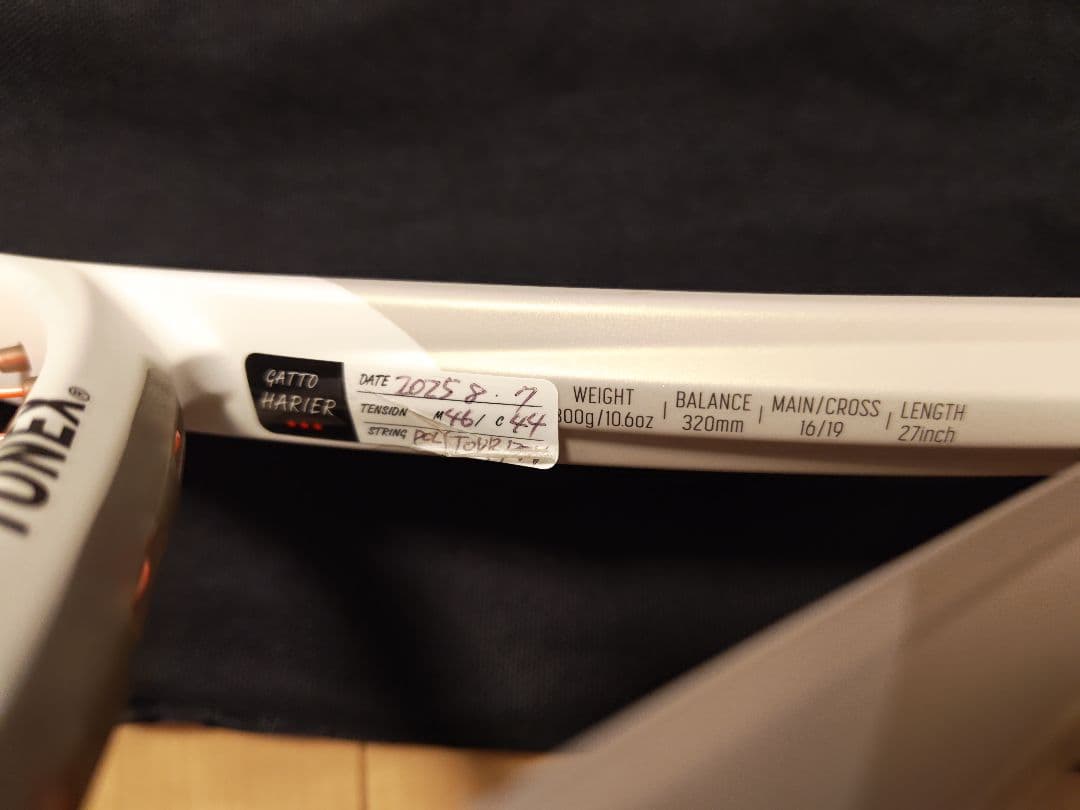 YONEX®
GATTO
HARIER
DATE 2025 8. 7
TENSION M46/ C44
STRING POLYTOUR
WEIGHT
300g/10.6oz
BALANCE
320mm
MAIN/CROSS
16/19
LENGTH
27inch